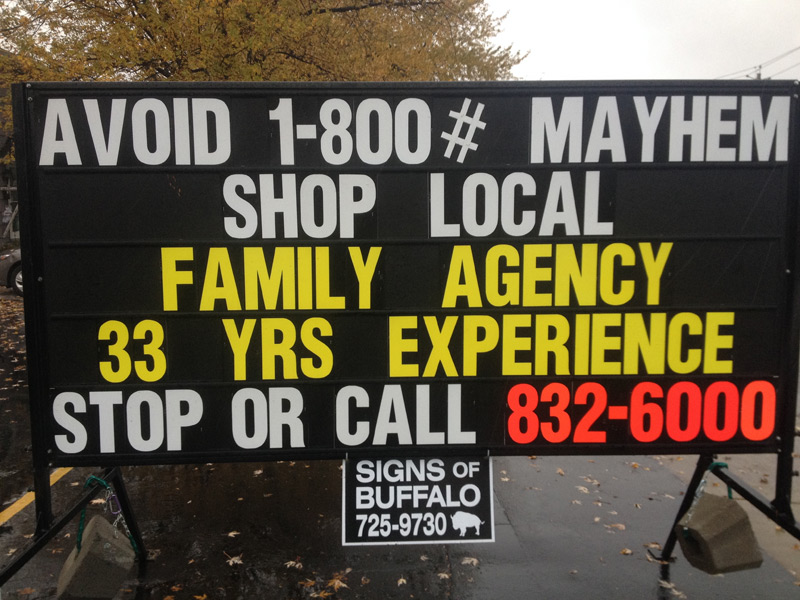 AVOID 1-800# MAYHEM
SHOP LOCAL
FAMILY AGENCY
33 YRS EXPERIENCE
STOP OR CALL 832-6000
SIGNS OF
BUFFALO
725-9730